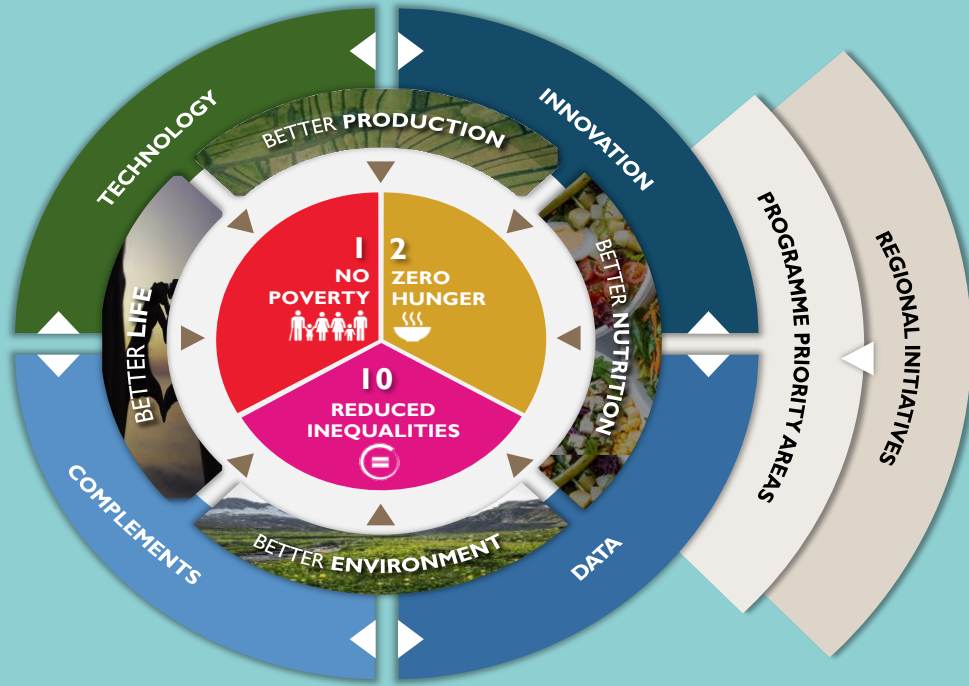 TECHNOLOGY
INNOVATION
BETTER PRODUCTION
BETTER LIFE
BETTER NUTRITION
BETTER ENVIRONMENT
1
NO
POVERTY
2
ZERO
HUNGER
10
REDUCED
INEQUALITIES
COMPLEMENTS
DATA
PROGRAMME PRIORITY AREAS
REGIONAL INITIATIVES